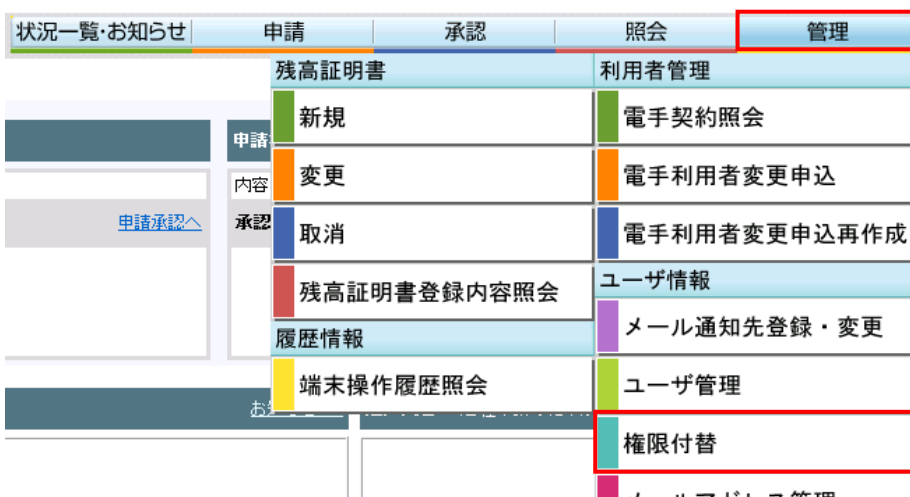 状況一覧・お知らせ
申請
承認
照会
管理
残高証明書
新規
変更
取消
残高証明書登録内容照会
履歴情報
端末操作履歴照会
利用者管理
電手契約照会
電手利用者変更申込
電手利用者変更申込再作成
ユーザ情報
メール通知先登録・変更
ユーザ管理
権限付替
申請承認へ
申請
内容
承認